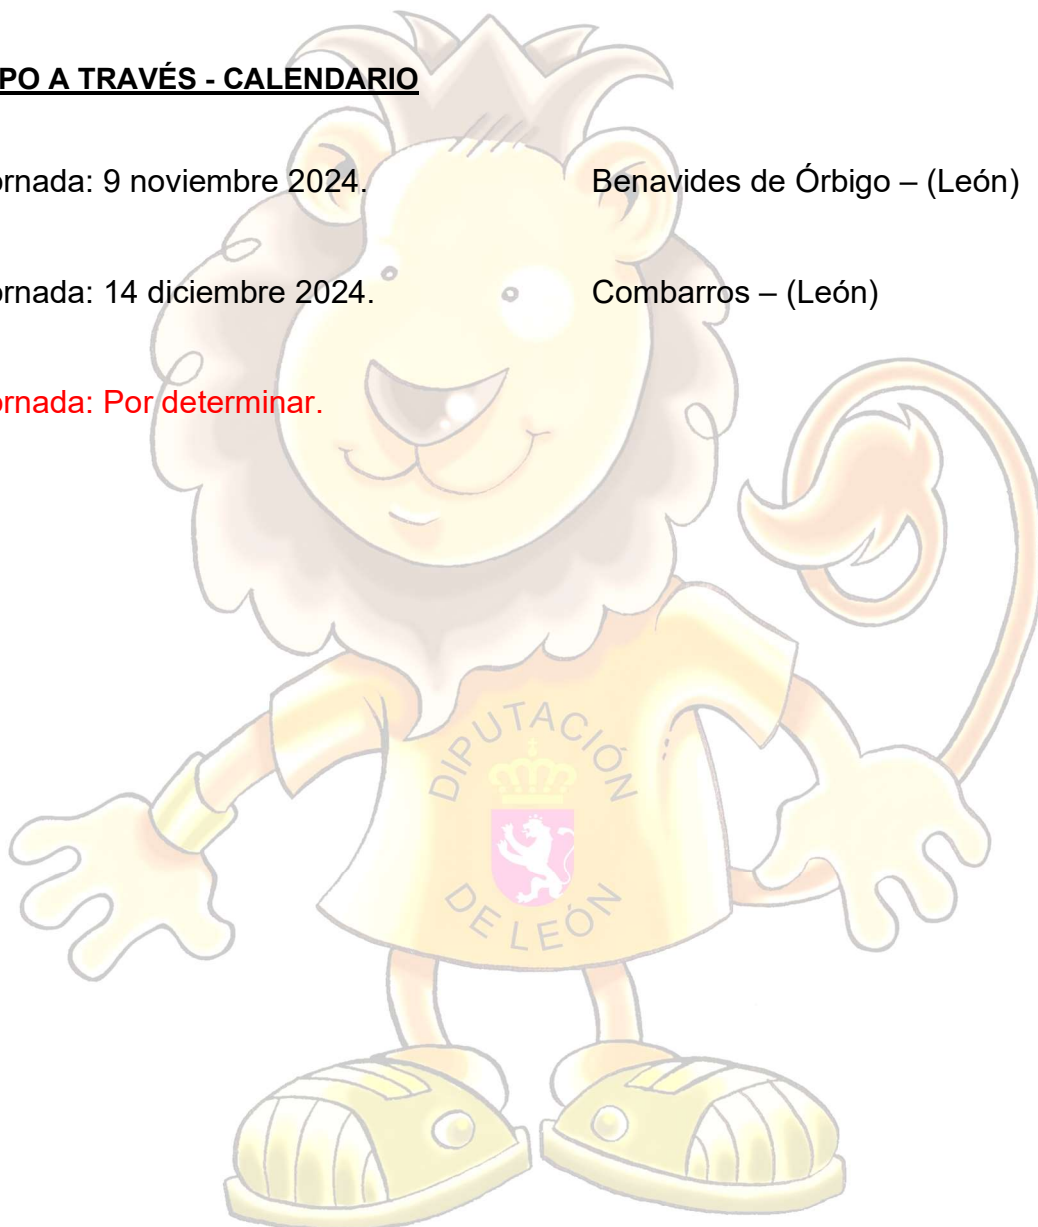 PO A TRAVÉS - CALENDARIO
ornada: 9 noviembre 2024. Benavides de Órbigo – (León)
ornada: 14 diciembre 2024. Combarros – (León)
ornada: Por determinar.
DIPUTACIÓN
DE LEÓN